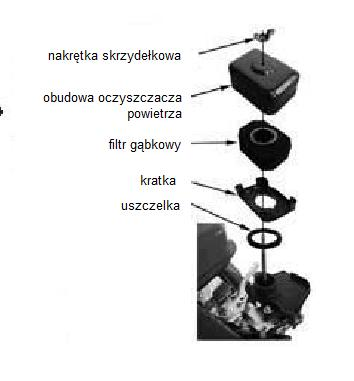 nakrętka skrzydełkowa
obudowa oczyszczacza
powietrza
filtr gąbkowy
kratka
uszczelka